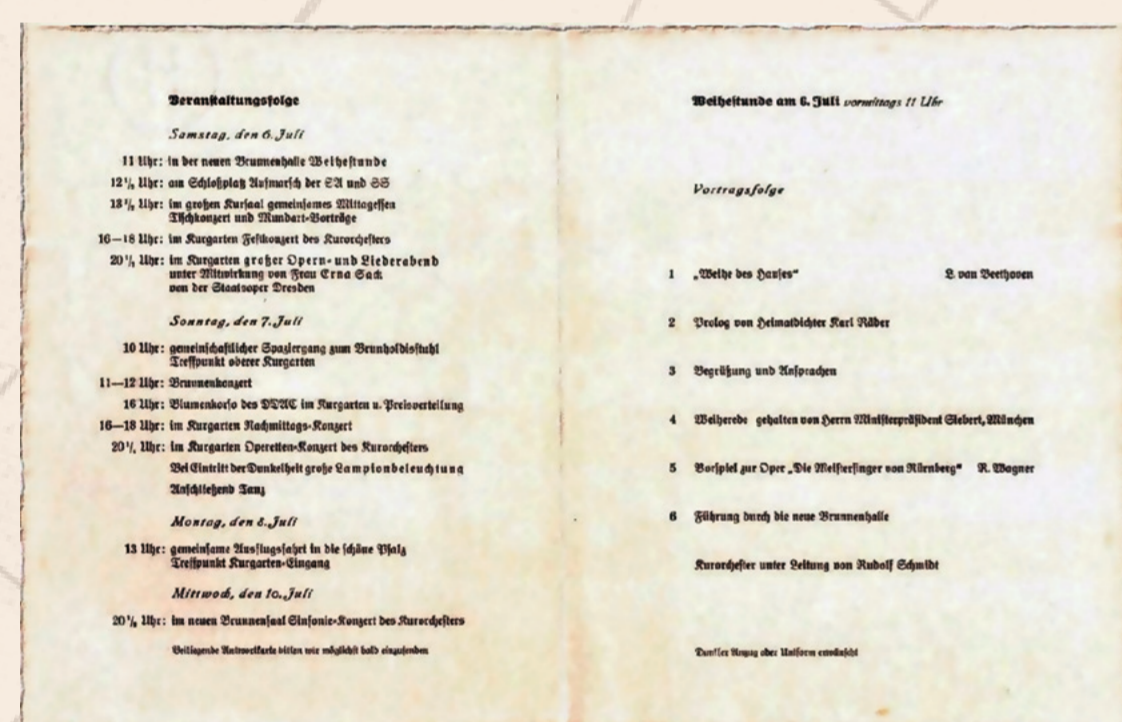 Veranstaltungsfolge
Samstag, den 6. Juli
11 Uhr: in der neuen Brunnenhalle Weihestunde
12½ Uhr: am Schloßplatz Aufmarsch der SA und SS
13½ Uhr: im großen Kursaal gemeinsames Mittagessen
Tischkonzert und Mundart-Vorträge
16—18 Uhr: im Kurgarten Festkonzert des Kurorchesters
20½ Uhr: im Kurgarten großer Opern- und Liederabend
unter Mitwirkung von Frau Erna Sack
von der Staatsoper Dresden
Sonntag, den 7. Juli
10 Uhr: gemeinschaftlicher Spaziergang zum Brunholdisstuhl
Treffpunkt oberer Kurgarten
11—12 Uhr: Brunnenkonzert
16 Uhr: Blumenkorso des DDAC im Kurgarten u. Preisverteilung
16—18 Uhr: im Kurgarten Nachmittags-Konzert
20½ Uhr: im Kurgarten Operetten-Konzert des Kurorchesters
Bei Eintritt der Dunkelheit große Lampionbeleuchtung
Anschließend Tanz
Montag, den 8. Juli
13 Uhr: gemeinsame Ausflugsfahrt in die schöne Pfalz
Treffpunkt Kurgarten-Eingang
Mittwoch, den 10. Juli
20½ Uhr: im neuen Brunnensaal Sinfonie-Konzert des Kurorchesters
Beiliegende Antwortkarte bitten wir möglichst bald einzusenden
Weihestunde am 6. Juli vormittags 11 Uhr
Vortragsfolge
1 „Weihe des Hauses“ L. van Beethoven
2 Prolog von Heimatdichter Karl Räder
3 Begrüßung und Ansprachen
4 Weiherede gehalten von Herrn Ministerpräsident Siebert, München
5 Vorspiel zur Oper „Die Meistersinger von Nürnberg“ R. Wagner
6 Führung durch die neue Brunnenhalle
Kurorchester unter Leitung von Rudolf Schmidt
Dunkler Anzug oder Uniform erwünscht